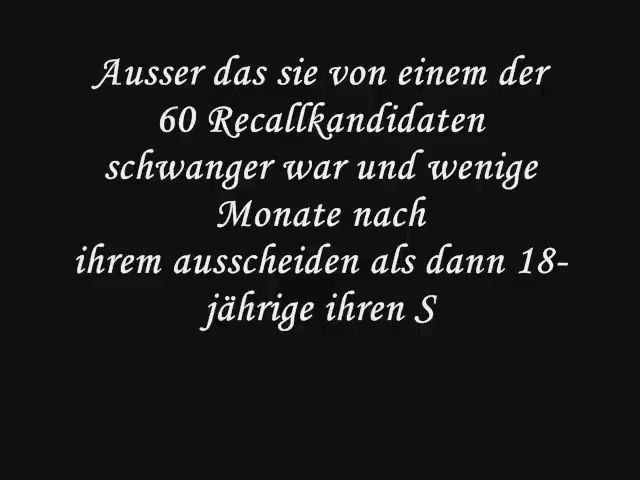 Ausser das sie von einem der
60 Recallkandidaten
schwanger war und wenige
Monate nach
ihrem ausscheiden als dann 18-
jährige ihren S